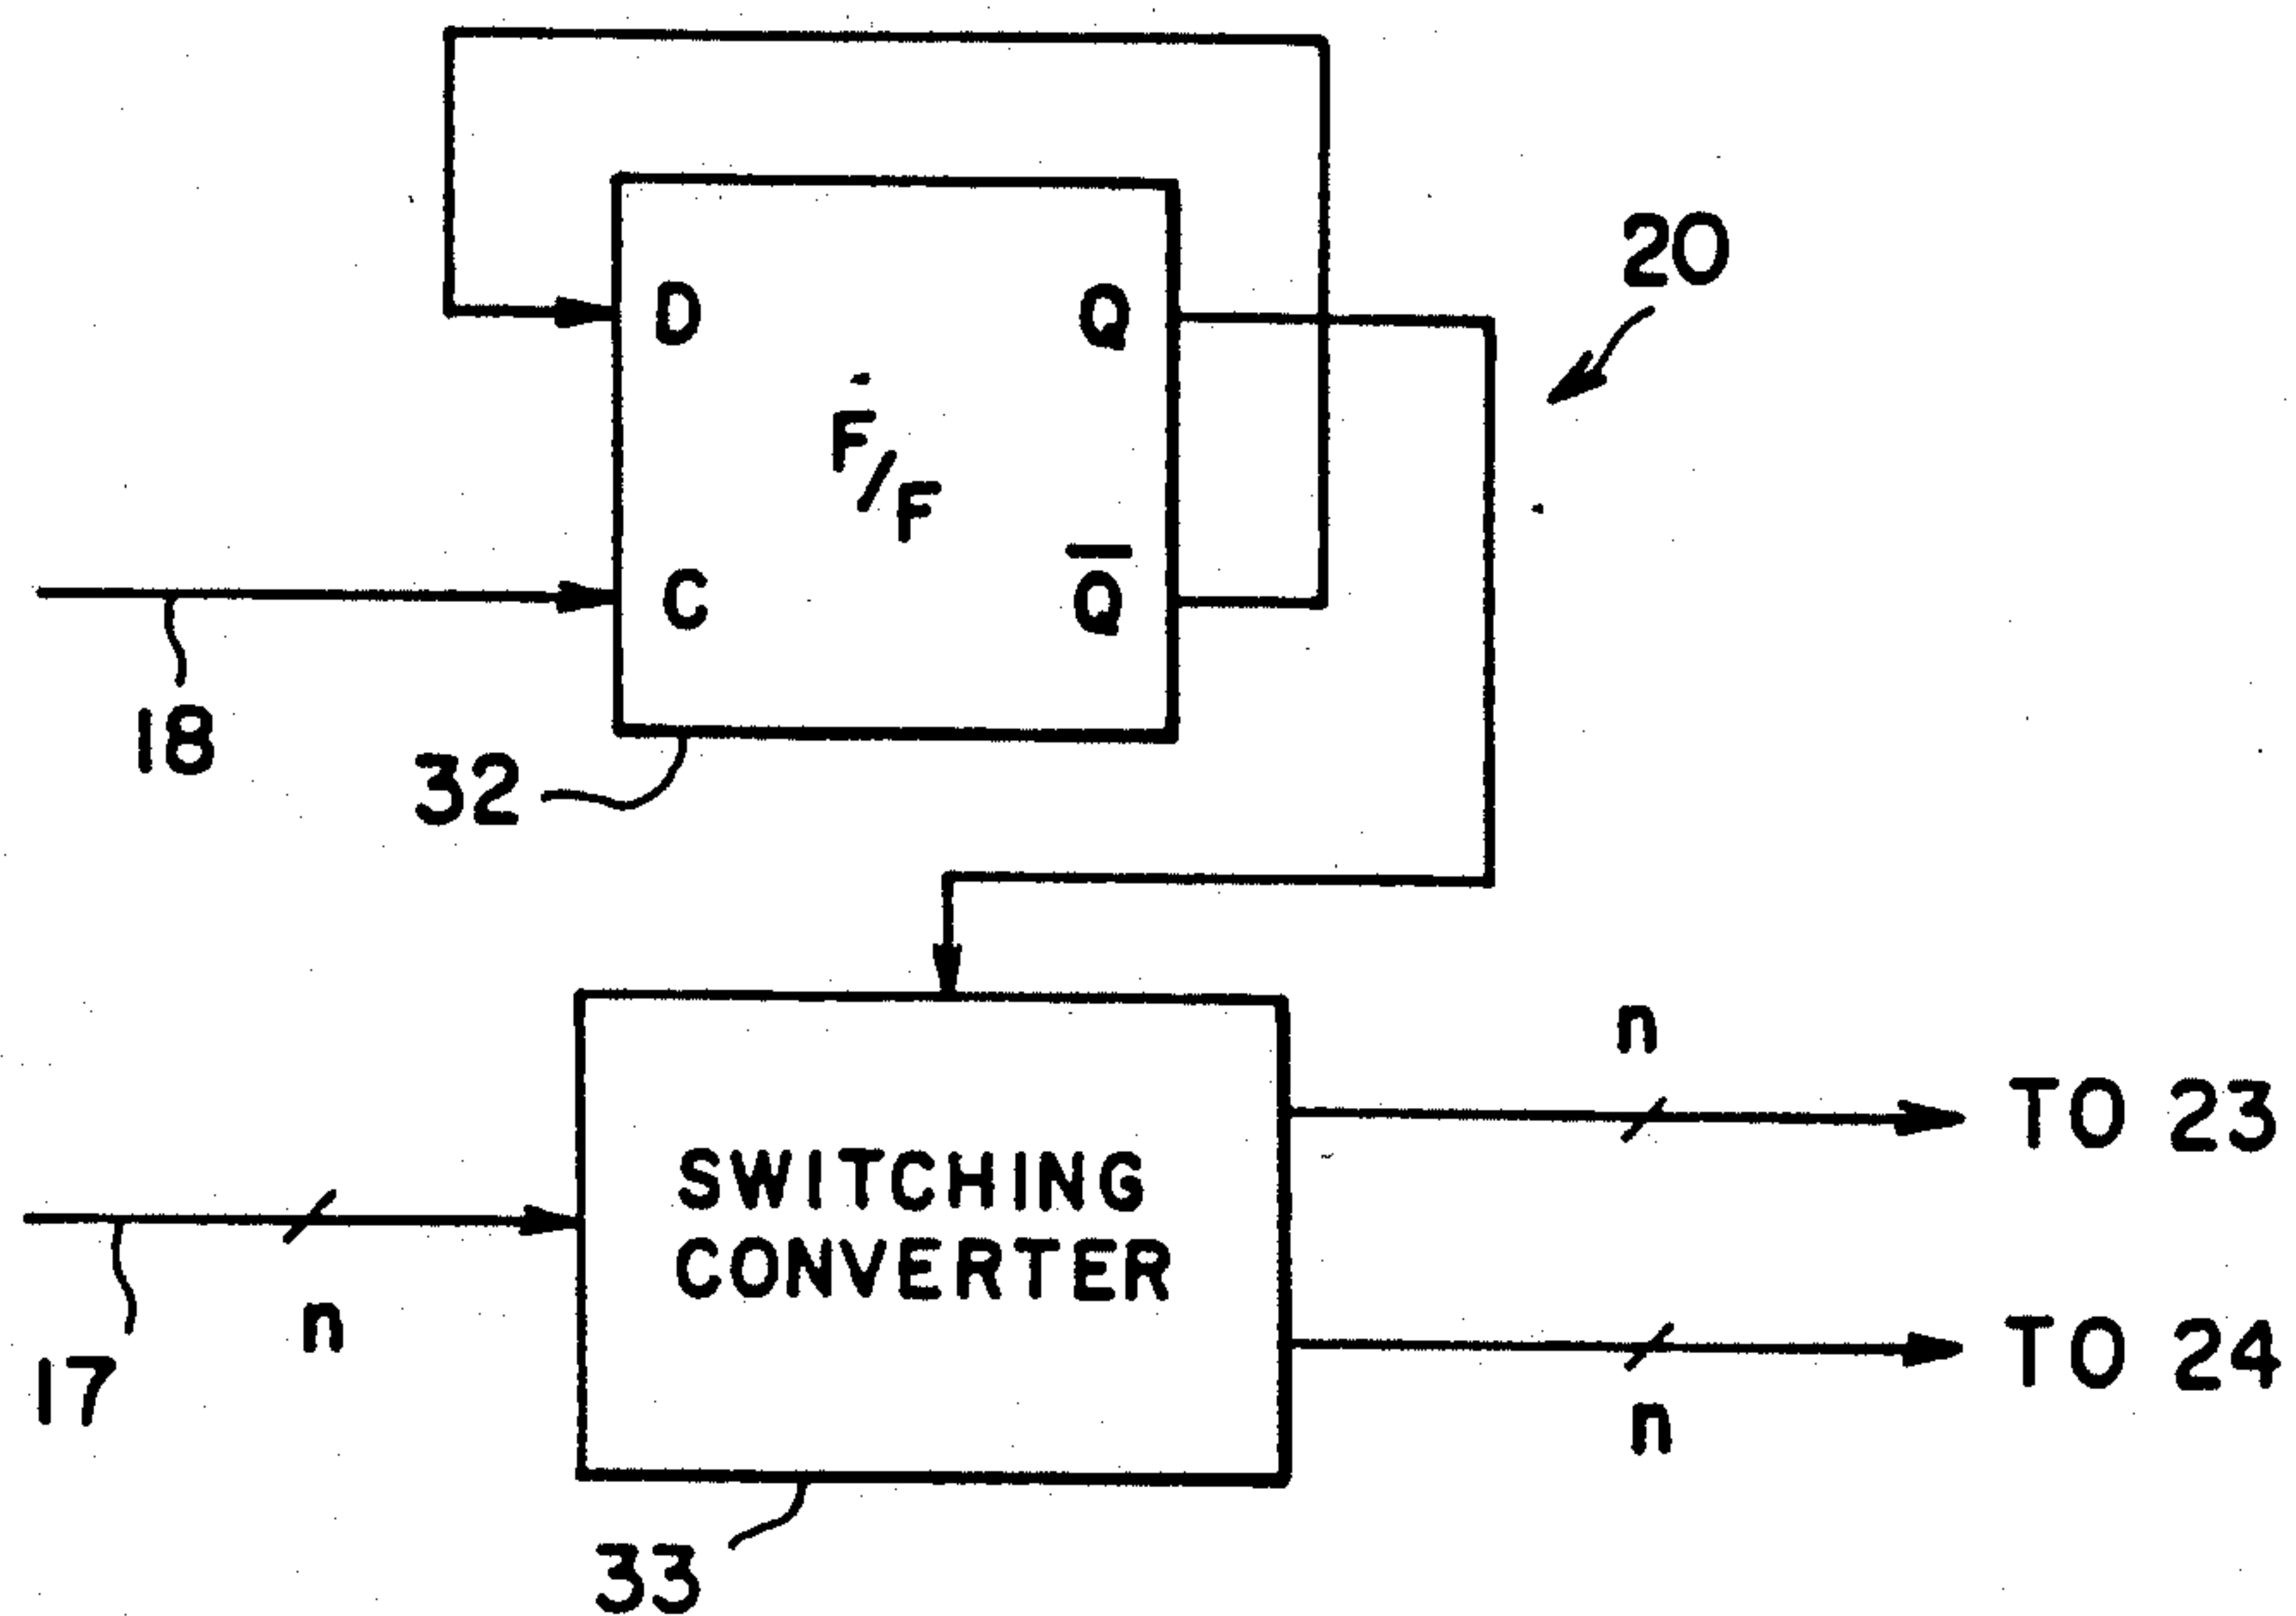 20
D
Q
F/F
C
Q̅
18
32
n
TO 23
SWITCHING
CONVERTER
n
17
TO 24
n
33